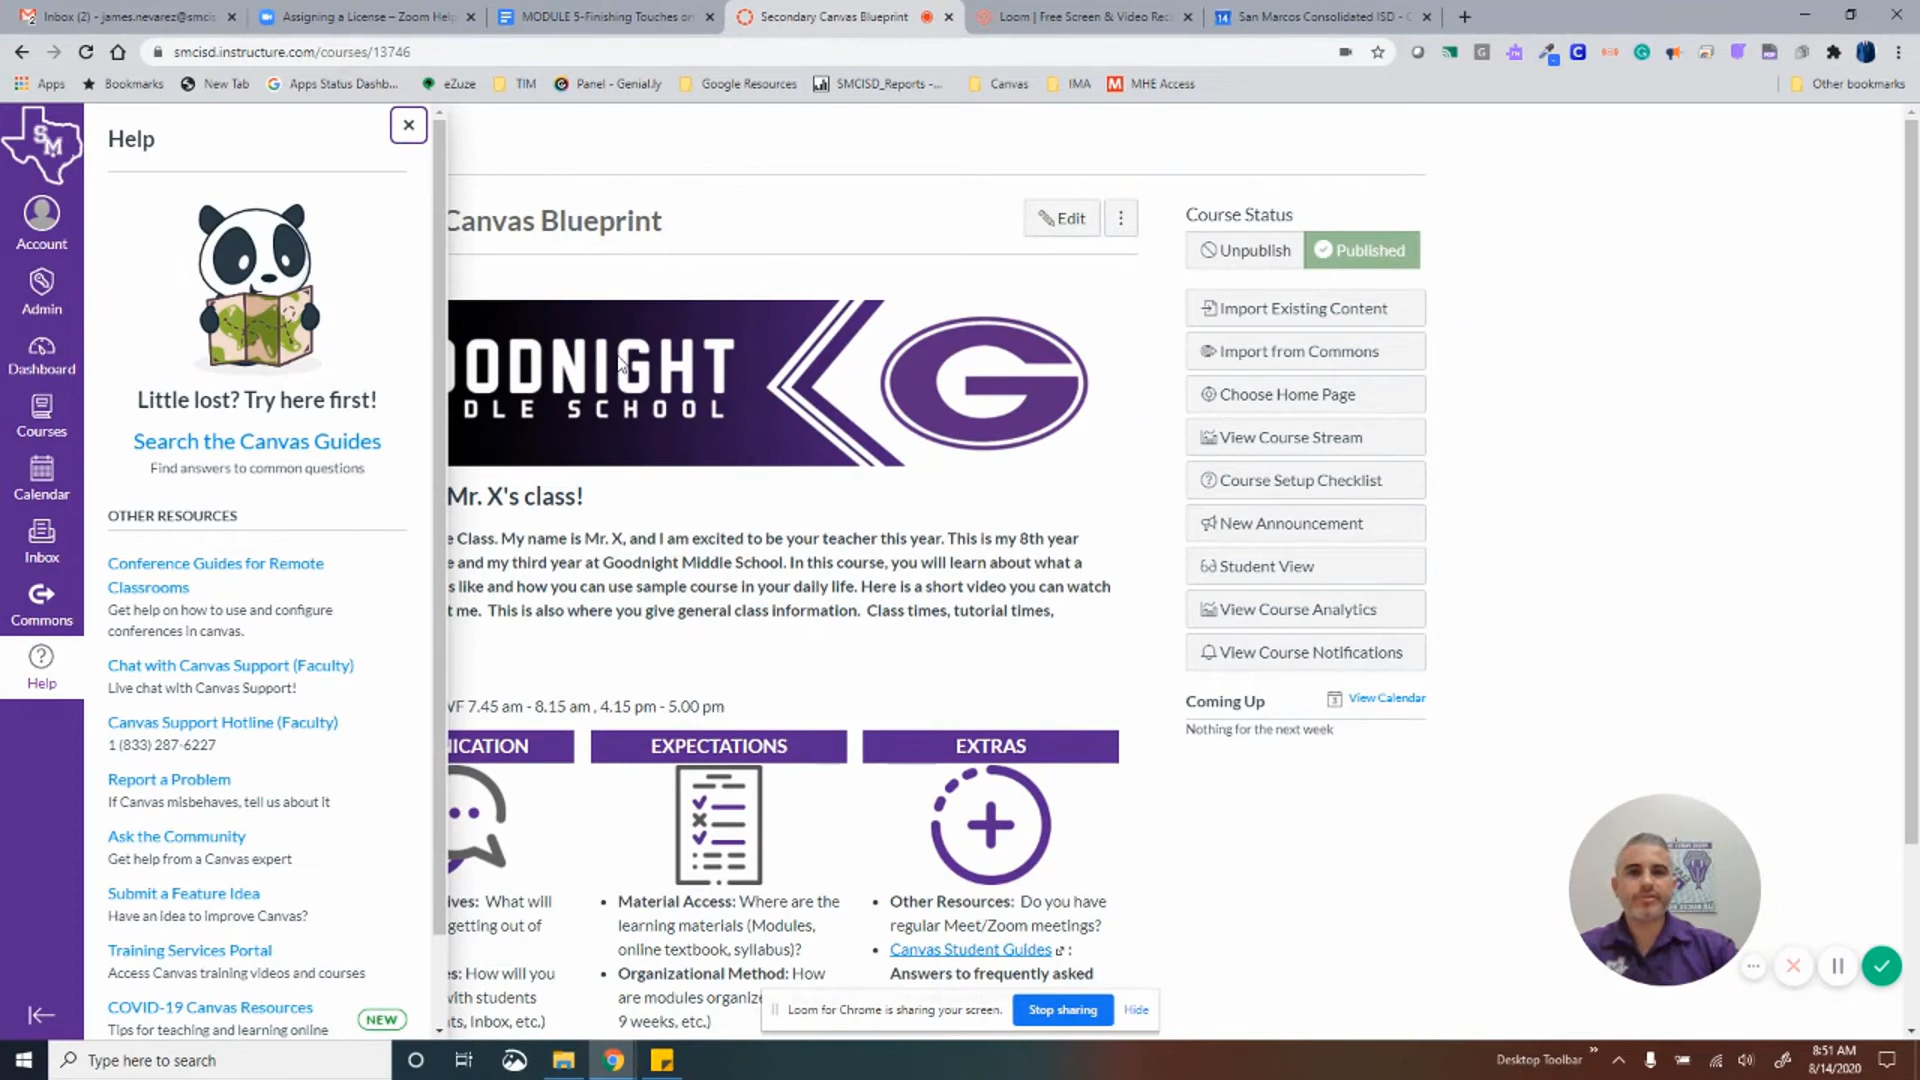 Inbox (2) - james.nevarez@smcis
Assigning a License – Zoom Help
MODULE 5-Finishing Touches on
Secondary Canvas Blueprint
Loom | Free Screen & Video Rec
14
San Marcos Consolidated ISD - C
smcisd.instructure.com/courses/13746
Apps
Bookmarks
New Tab
Apps Status Dashb...
eZuze
TIM
Panel - Genial.ly
Google Resources
SMCISD_Reports -...
Canvas
IMA
MHE Access
Other bookmarks
SM
Account
Admin
Dashboard
Courses
Calendar
Inbox
Commons
Help
Help
Little lost? Try here first!
Search the Canvas Guides
Find answers to common questions
OTHER RESOURCES
Conference Guides for Remote
Classrooms
Get help on how to use and configure
conferences in canvas.
Chat with Canvas Support (Faculty)
Live chat with Canvas Support!
Canvas Support Hotline (Faculty)
1 (833) 287-6227
Report a Problem
If Canvas misbehaves, tell us about it
Ask the Community
Get help from a Canvas expert
Submit a Feature Idea
Have an idea to improve Canvas?
Training Services Portal
Access Canvas training videos and courses
COVID-19 Canvas Resources
NEW
Tips for teaching and learning online
Canvas Blueprint
Edit
OODNIGHT
DLE SCHOOL
G
Mr. X's class!
e Class. My name is Mr. X, and I am excited to be your teacher this year. This is my 8th year
e and my third year at Goodnight Middle School. In this course, you will learn about what a
s like and how you can use sample course in your daily life. Here is a short video you can watch
t me. This is also where you give general class information. Class times, tutorial times,
VF 7.45 am - 8.15 am , 4.15 pm - 5.00 pm
ICATION
EXPECTATIONS
EXTRAS
ives: What will
getting out of
es: How will you
with students
ts, Inbox, etc.)
Material Access: Where are the
learning materials (Modules,
online textbook, syllabus)?
Organizational Method: How
are modules organize
9 weeks, etc.)
Other Resources: Do you have
regular Meet/Zoom meetings?
Canvas Student Guides :
Answers to frequently asked
Course Status
Unpublish
Published
Import Existing Content
Import from Commons
Choose Home Page
View Course Stream
Course Setup Checklist
New Announcement
Student View
View Course Analytics
View Course Notifications
Coming Up
View Calendar
Nothing for the next week
Loom for Chrome is sharing your screen.
Stop sharing
Hide
Type here to search
Desktop Toolbar
8:51 AM
8/14/2020